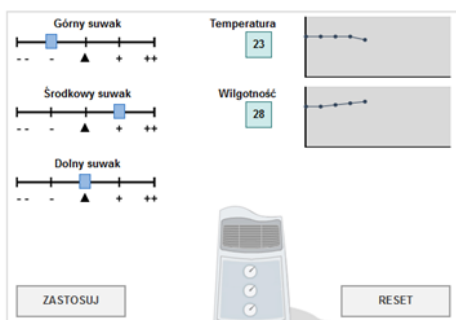 Górny suwak
-- - ▲ + ++
Środkowy suwak
-- - ▲ + ++
Dolny suwak
-- - ▲ + ++
Temperatura
23
Wilgotność
28
ZASTOSUJ
RESET